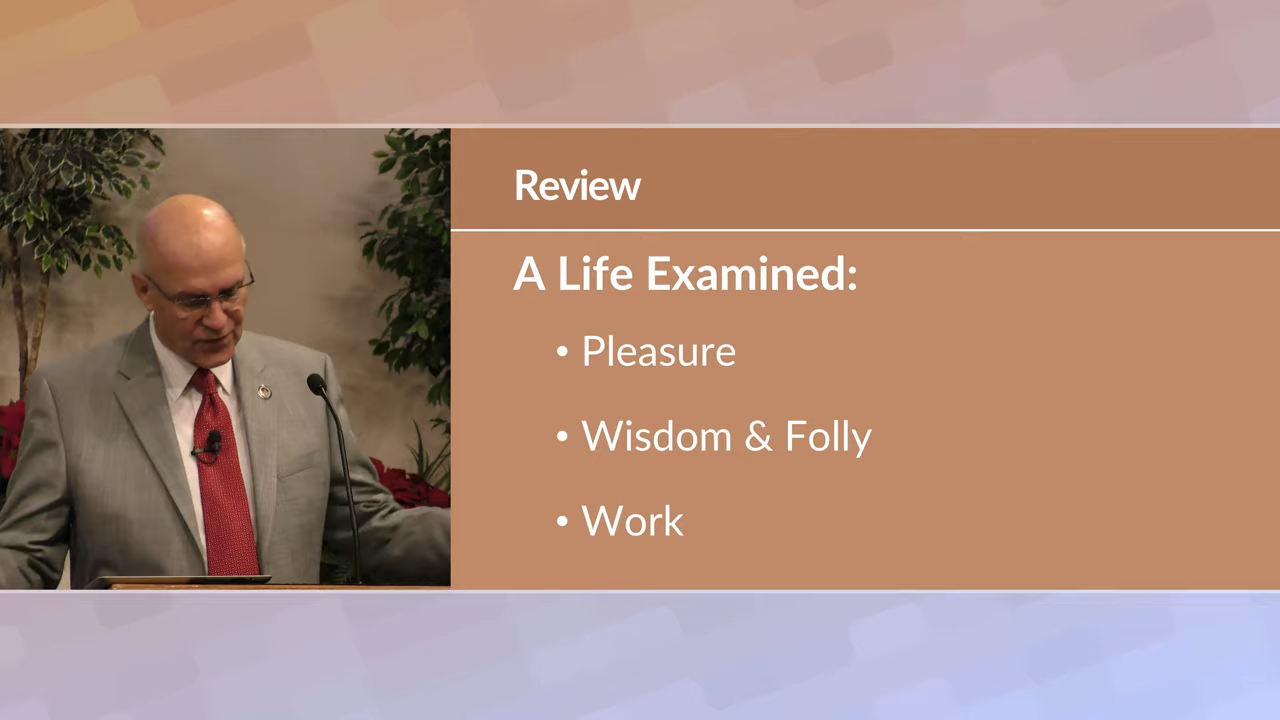 Review
A Life Examined:
• Pleasure
• Wisdom & Folly
• Work